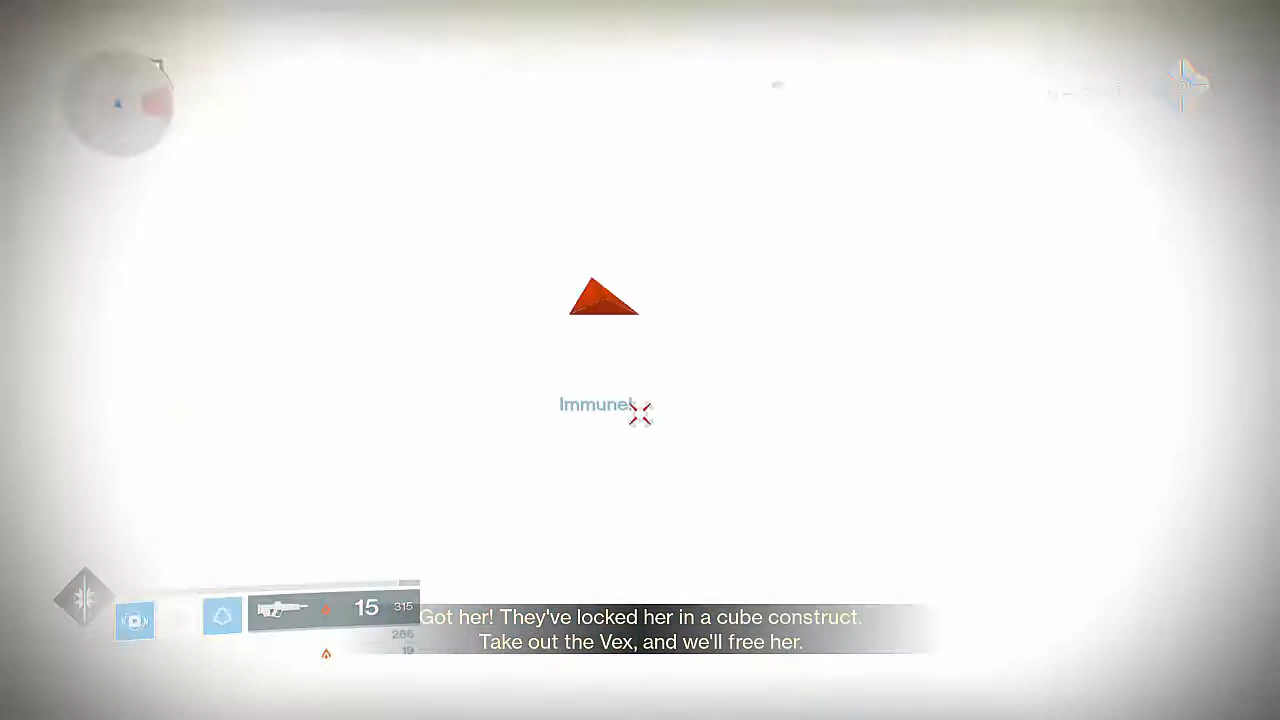 Immune!
15 315
286
19
Got her! They've locked her in a cube construct.
Take out the Vex, and we'll free her.